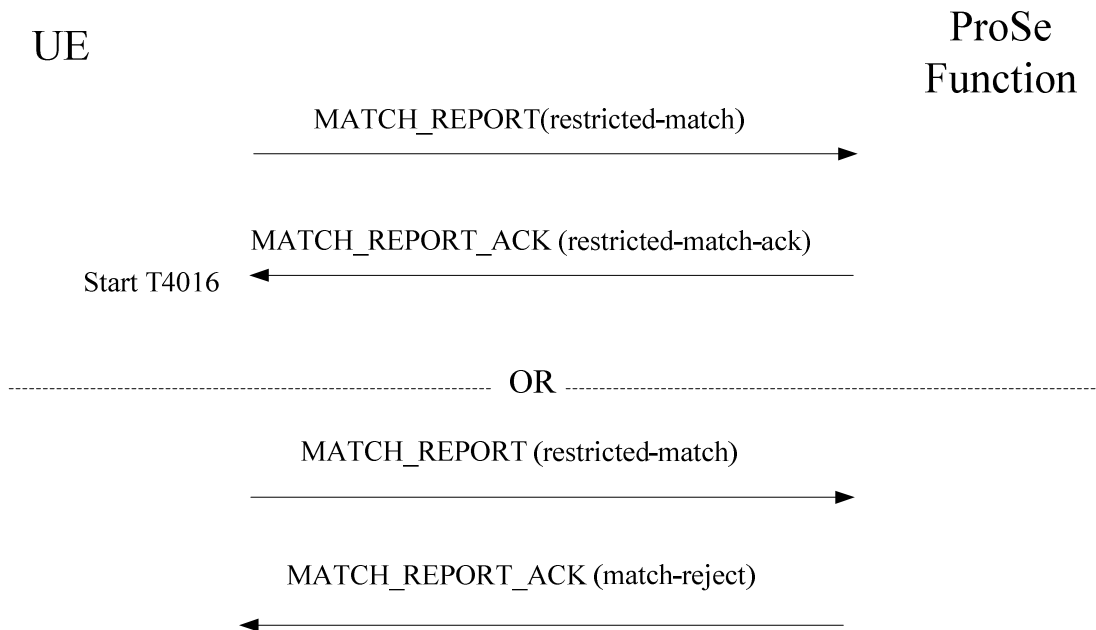 UE
ProSe
Function
MATCH_REPORT(restricted-match)
MATCH_REPORT_ACK (restricted-match-ack)
Start T4016
OR
MATCH_REPORT (restricted-match)
MATCH_REPORT_ACK (match-reject)